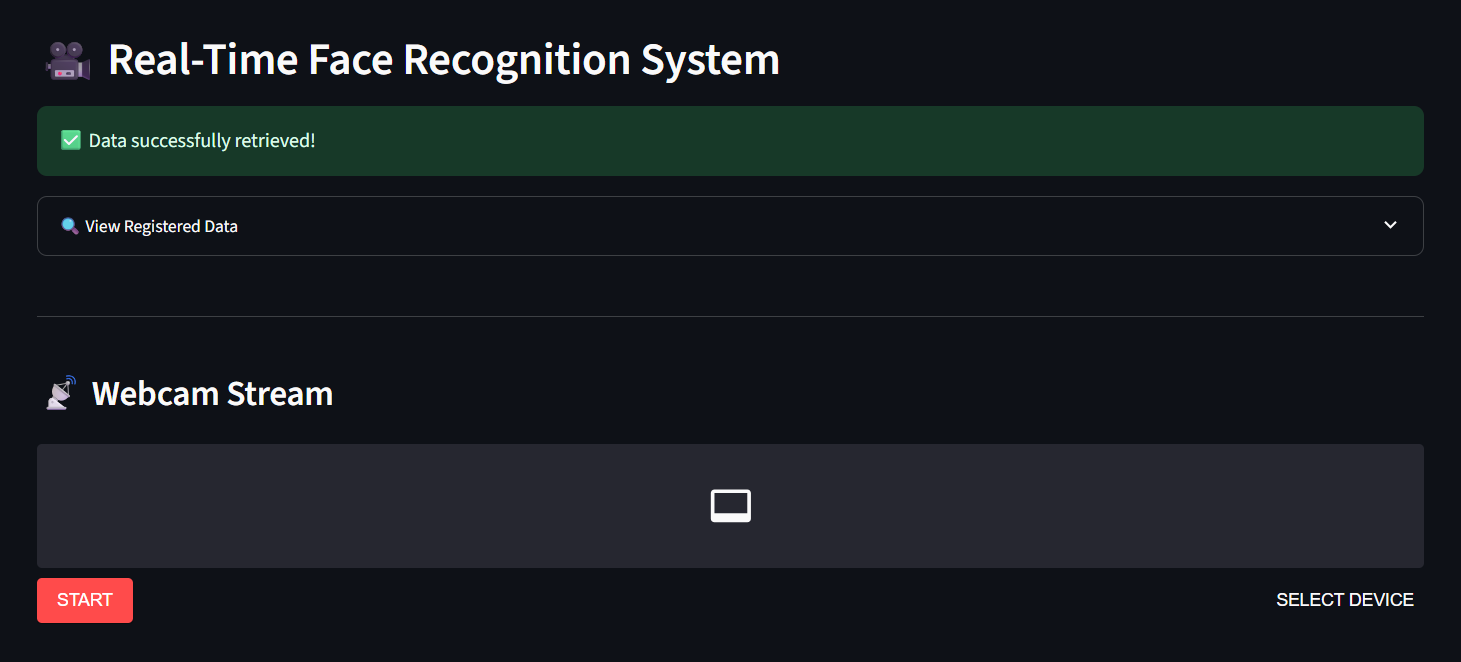 Real-Time Face Recognition System
Data successfully retrieved!
View Registered Data
Webcam Stream
START
SELECT DEVICE